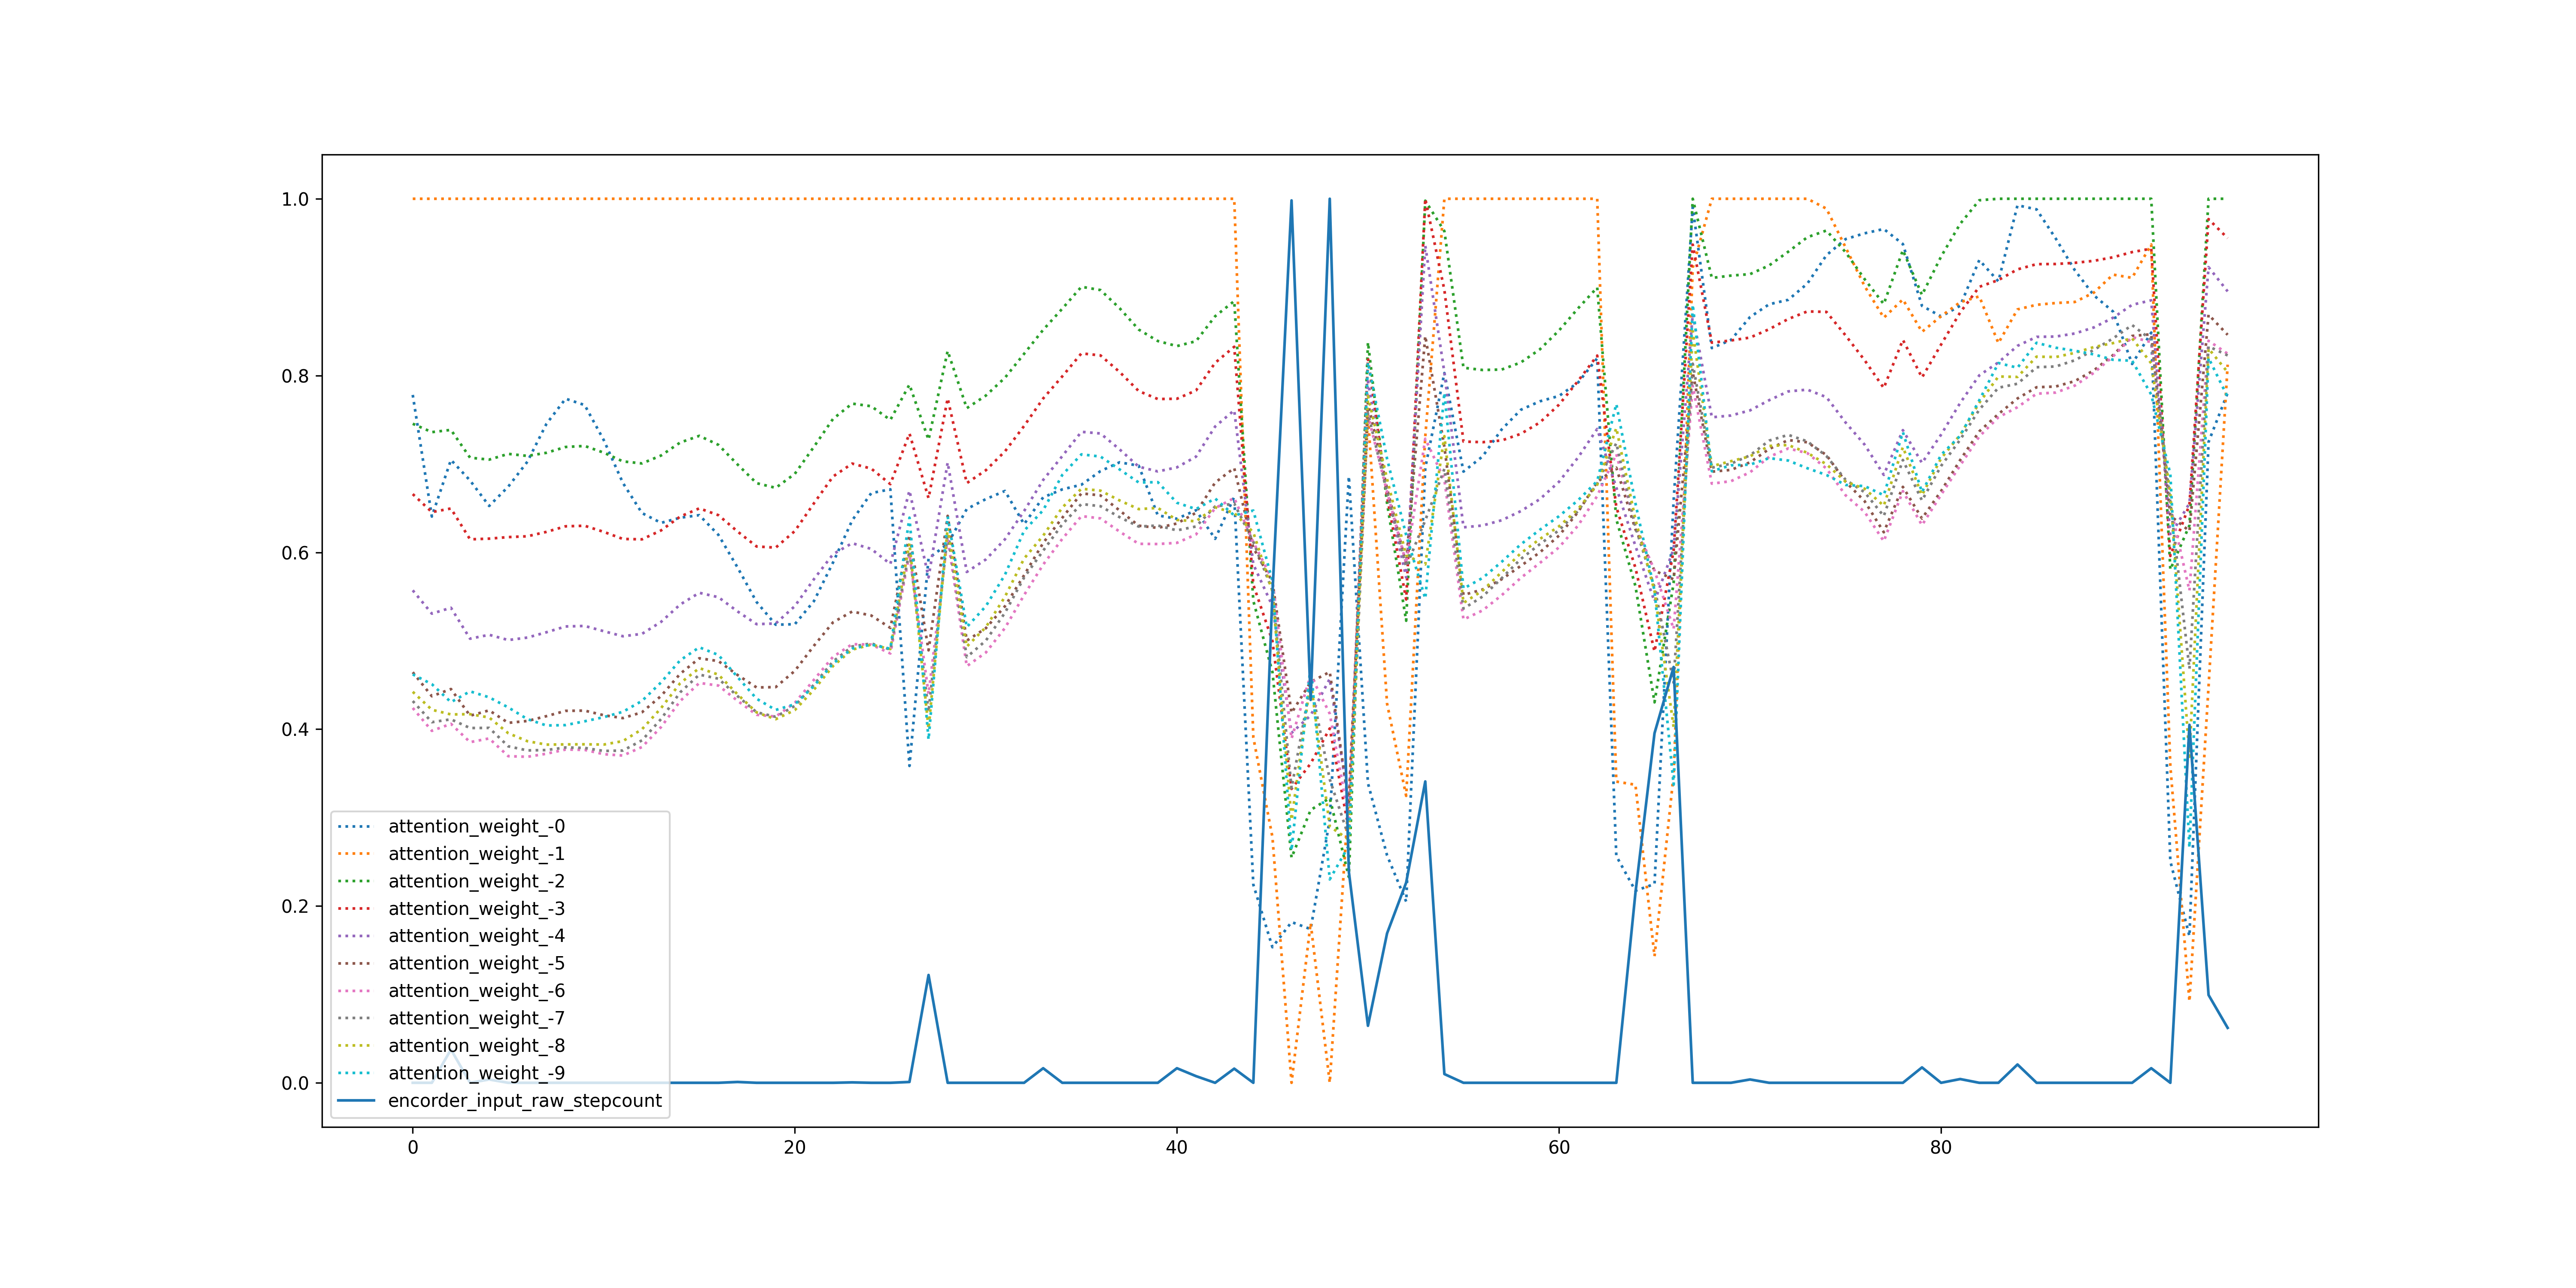 1.0
0.8
0.6
0.4
0.2
0.0
attention_weight_-0
attention_weight_-1
attention_weight_-2
attention_weight_-3
attention_weight_-4
attention_weight_-5
attention_weight_-6
attention_weight_-7
attention_weight_-8
attention_weight_-9
encorder_input_raw_stepcount
0 20 40 60 80